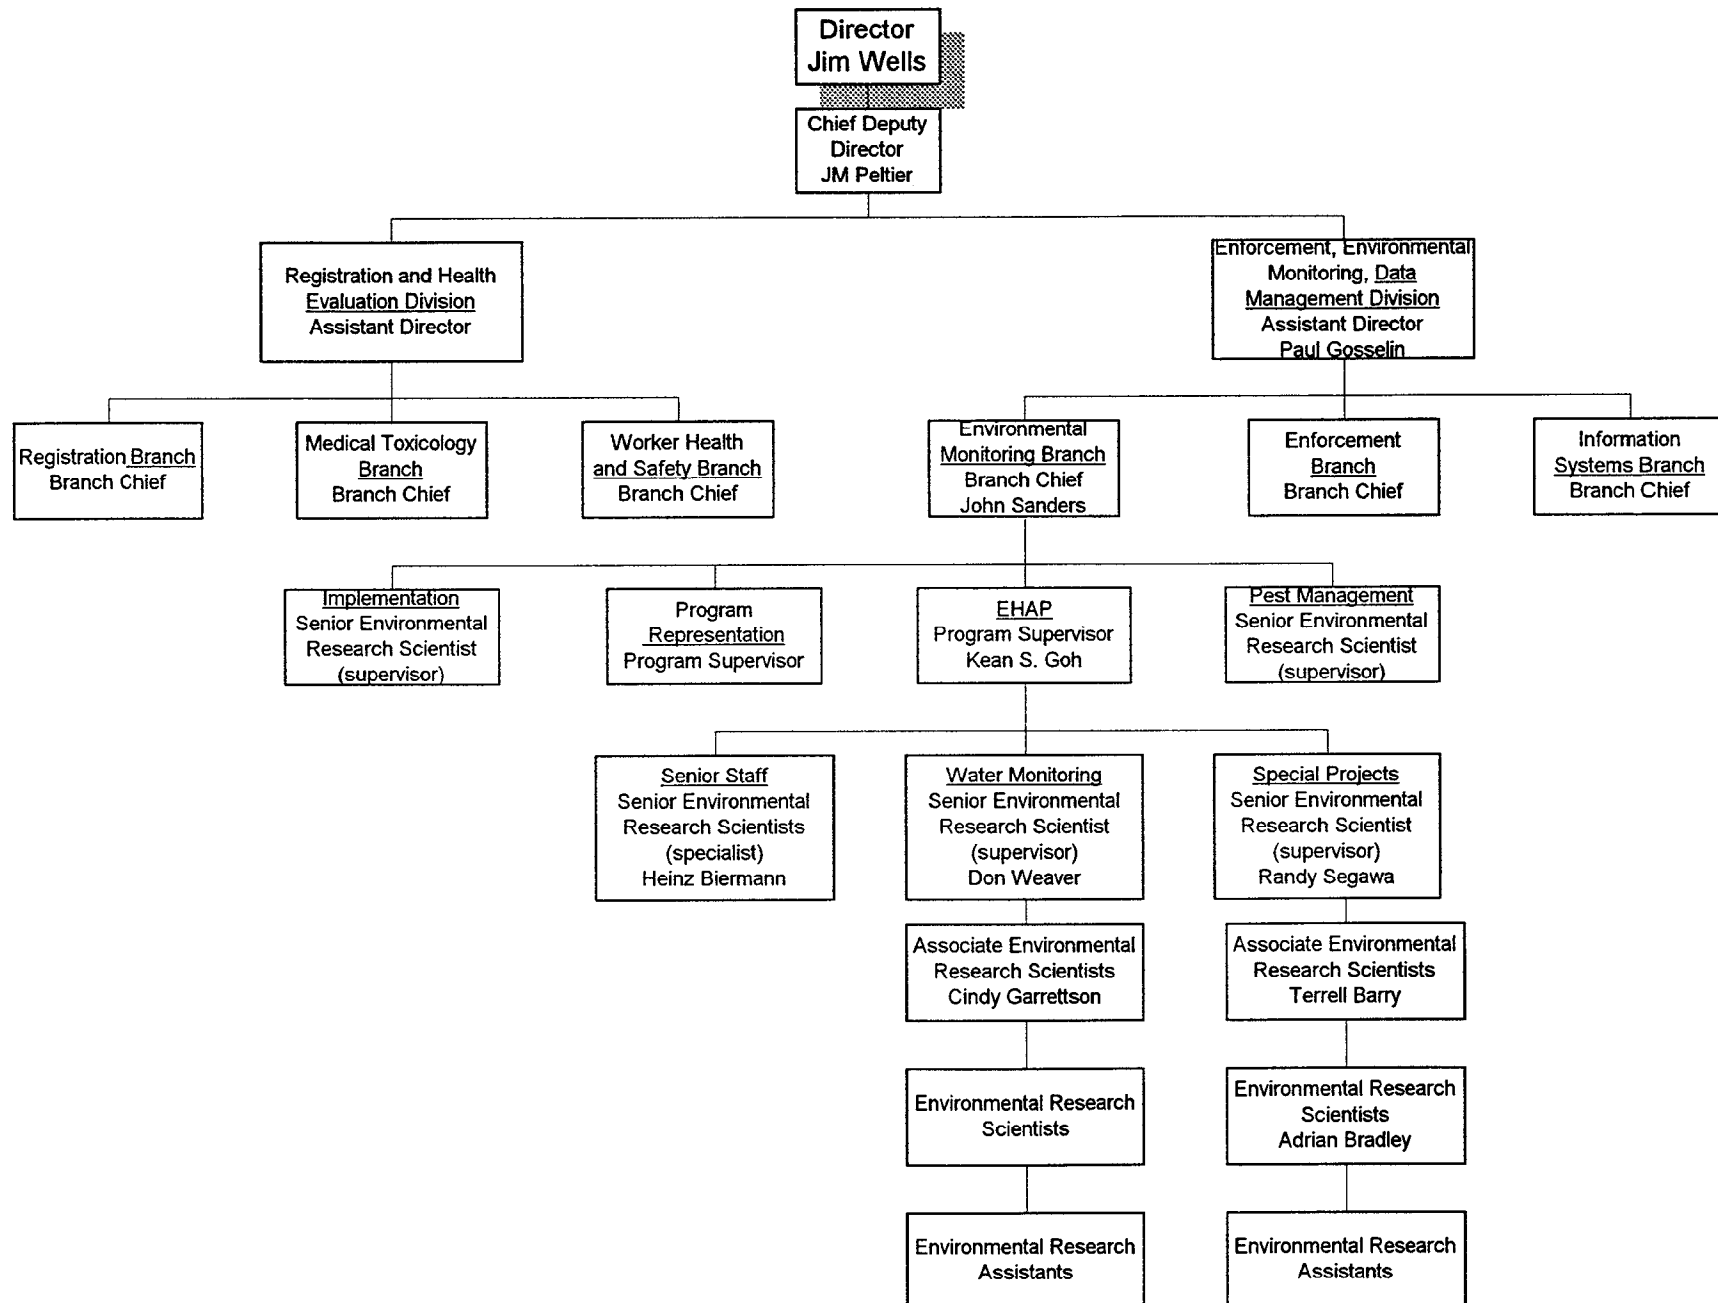 Director
Jim Wells
Chief Deputy
Director
JM Peltier
Registration and Health
Evaluation Division
Assistant Director
Enforcement, Environmental
Monitoring, Data
Management Division
Assistant Director
Paul Gosselin
Registration Branch
Branch Chief
Medical Toxicology
Branch
Branch Chief
Worker Health
and Safety Branch
Branch Chief
Environmental
Monitoring Branch
Branch Chief
John Sanders
Enforcement
Branch
Branch Chief
Information
Systems Branch
Branch Chief
Implementation
Senior Environmental
Research Scientist
(supervisor)
Program
Representation
Program Supervisor
EHAP
Program Supervisor
Kean S. Goh
Pest Management
Senior Environmental
Research Scientist
(supervisor)
Senior Staff
Senior Environmental
Research Scientists
(specialist)
Heinz Biermann
Water Monitoring
Senior Environmental
Research Scientist
(supervisor)
Don Weaver
Special Projects
Senior Environmental
Research Scientist
(supervisor)
Randy Segawa
Associate Environmental
Research Scientists
Cindy Garrettson
Associate Environmental
Research Scientists
Terrell Barry
Environmental Research
Scientists
Environmental Research
Scientists
Adrian Bradley
Environmental Research
Assistants
Environmental Research
Assistants